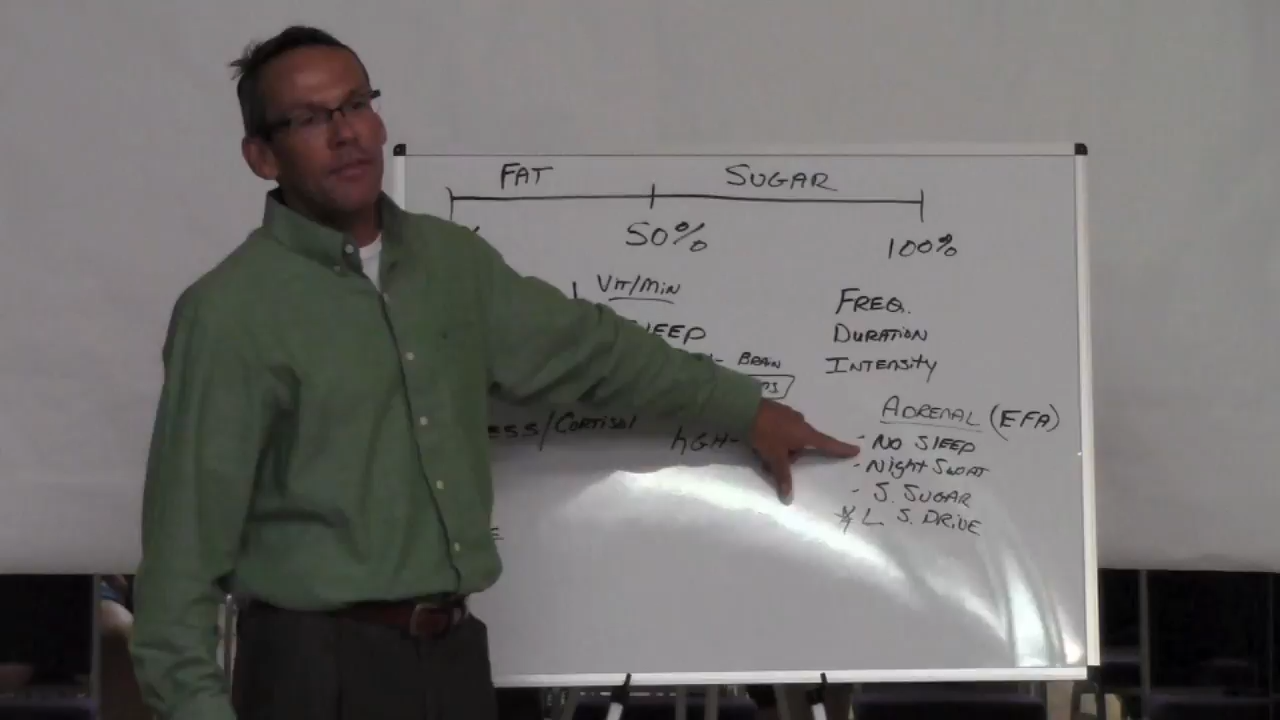 FAT SUGAR
50% 100%
VIT/MIN
FREQ.
DURATION
INTENSITY
BRAIN
/CORTISOL
hGH-
ADRENAL (EFA)
- NO SLEEP
- Night SWEAT
- S. SUGAR
* L. S. DRIVE